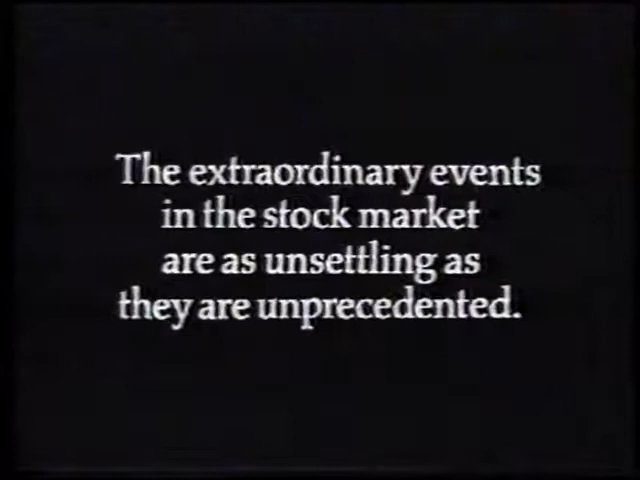 The extraordinary events
in the stock market
are as unsettling as
they are unprecedented.